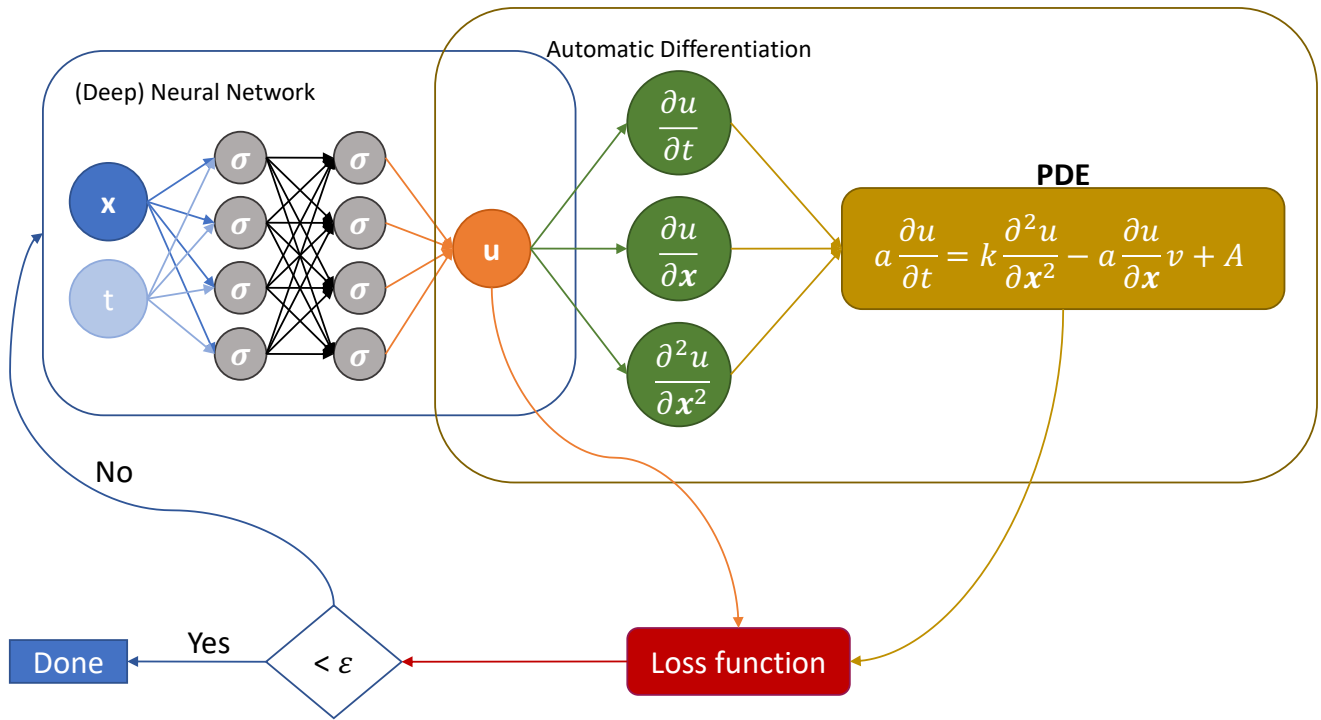 Automatic Differentiation
(Deep) Neural Network
x
t
σ σ
σ σ
σ σ
σ σ
u
∂u/∂t
∂u/∂x
∂²u/∂x²
PDE
a ∂u/∂t = k ∂²u/∂x² − a ∂u/∂x v + A
No
Yes
Done
< ε
Loss function